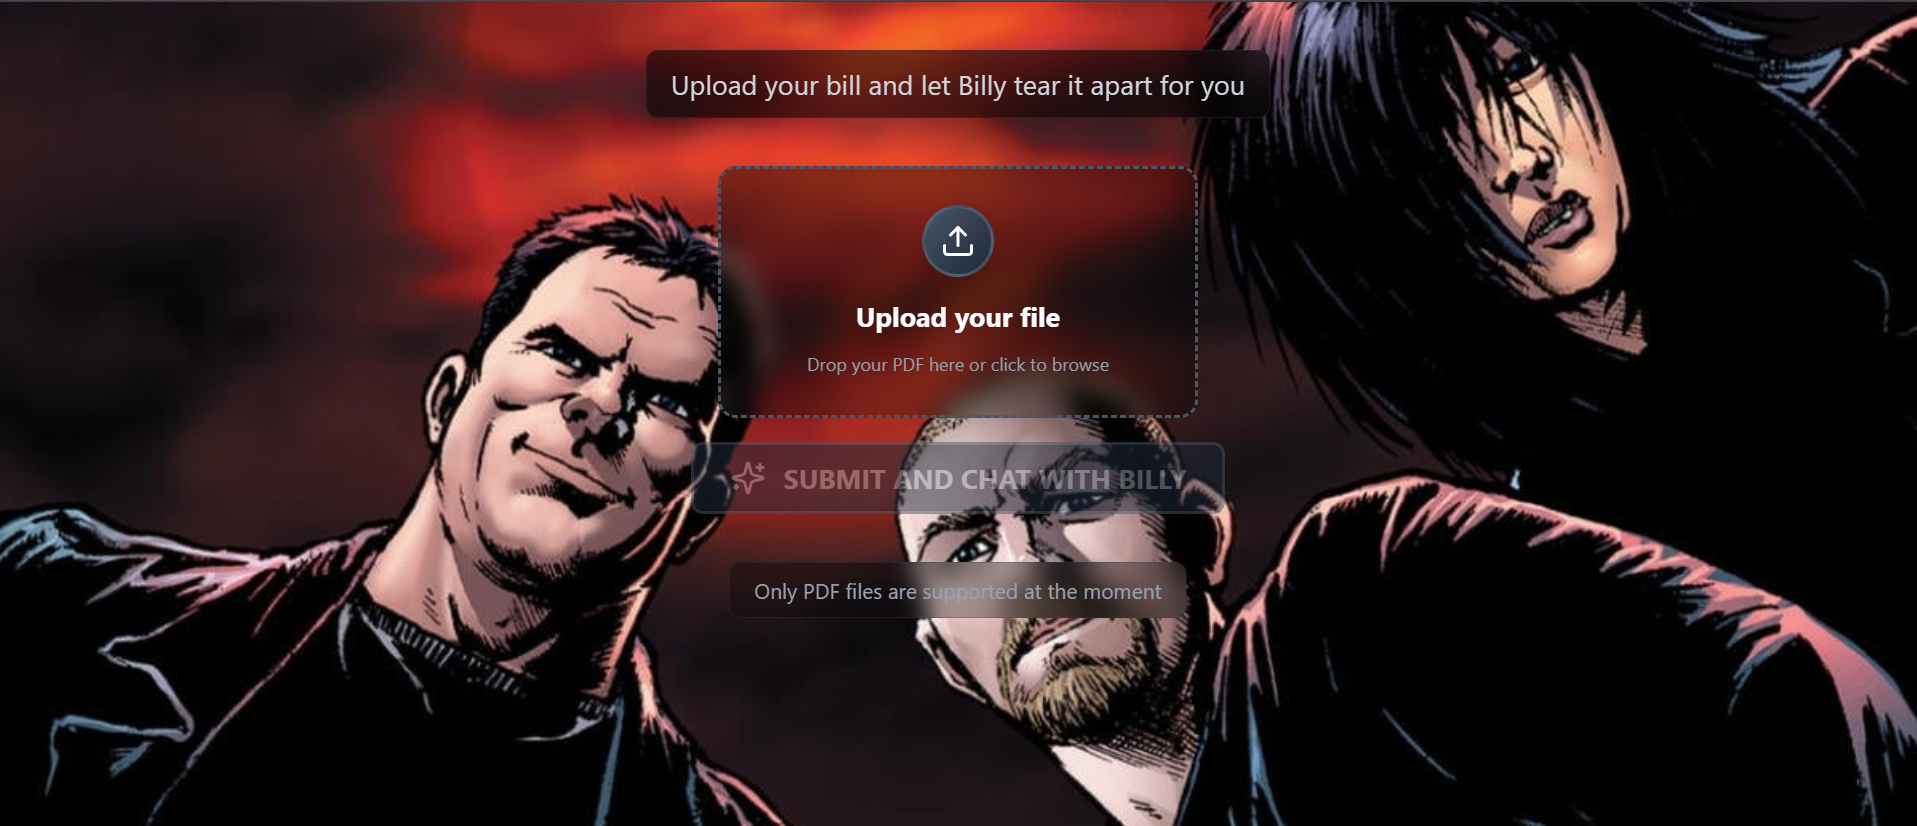 Upload your bill and let Billy tear it apart for you
Upload your file
Drop your PDF here or click to browse
SUBMIT AND CHAT WITH BILLY
Only PDF files are supported at the moment